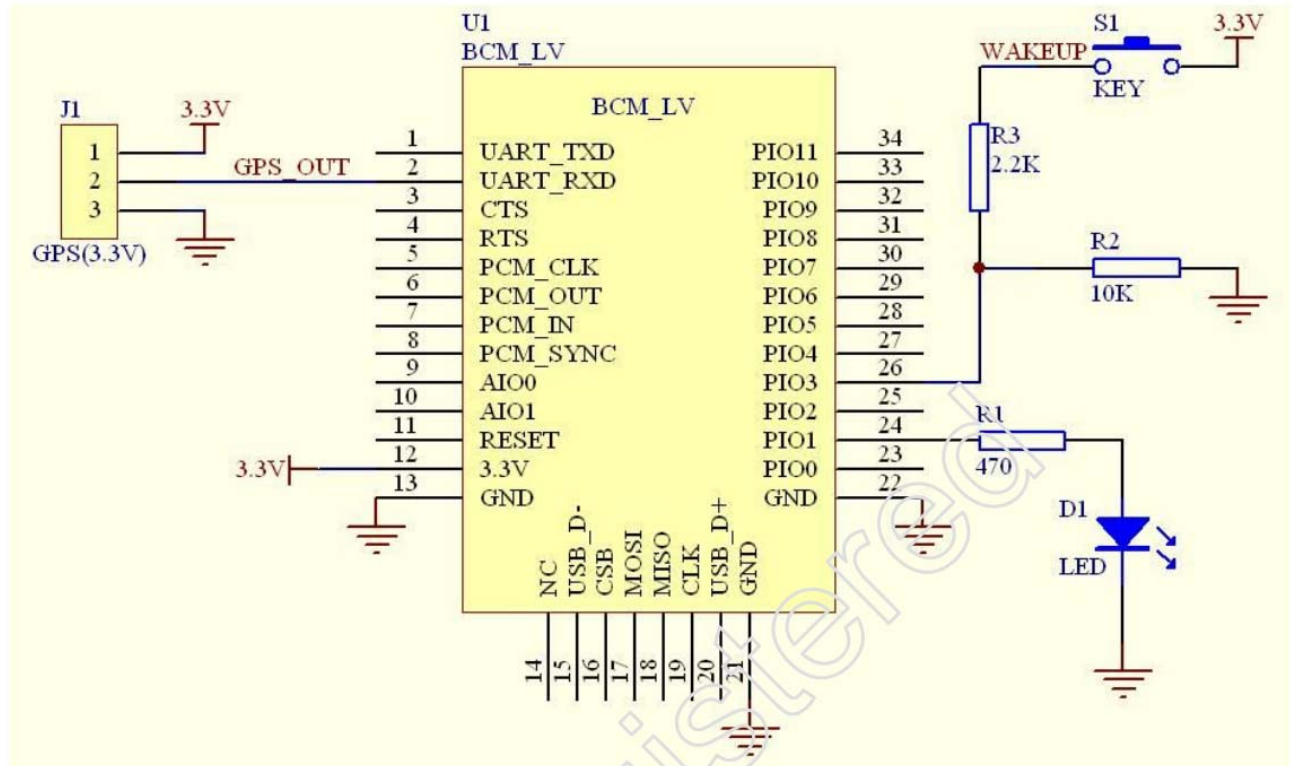 U1
BCM_LV
BCM_LV
J1
3.3V
1
2
3
GPS_OUT
GPS(3.3V)
1 UART_TXD
2 UART_RXD
3 CTS
4 RTS
5 PCM_CLK
6 PCM_OUT
7 PCM_IN
8 PCM_SYNC
9 AIO0
10 AIO1
11 RESET
12 3.3V
13 GND
3.3V
NC 14
USB_D- 15
CSB 16
MOSI 17
MISO 18
CLK 19
USB_D+ 20
GND 21
PIO11 34
PIO10 33
PIO9 32
PIO8 31
PIO7 30
PIO6 29
PIO5 28
PIO4 27
PIO3 26
PIO2 25
PIO1 24
PIO0 23
GND 22
WAKEUP
S1
KEY
3.3V
R3
2.2K
R2
10K
R1
470
D1
LED
istered